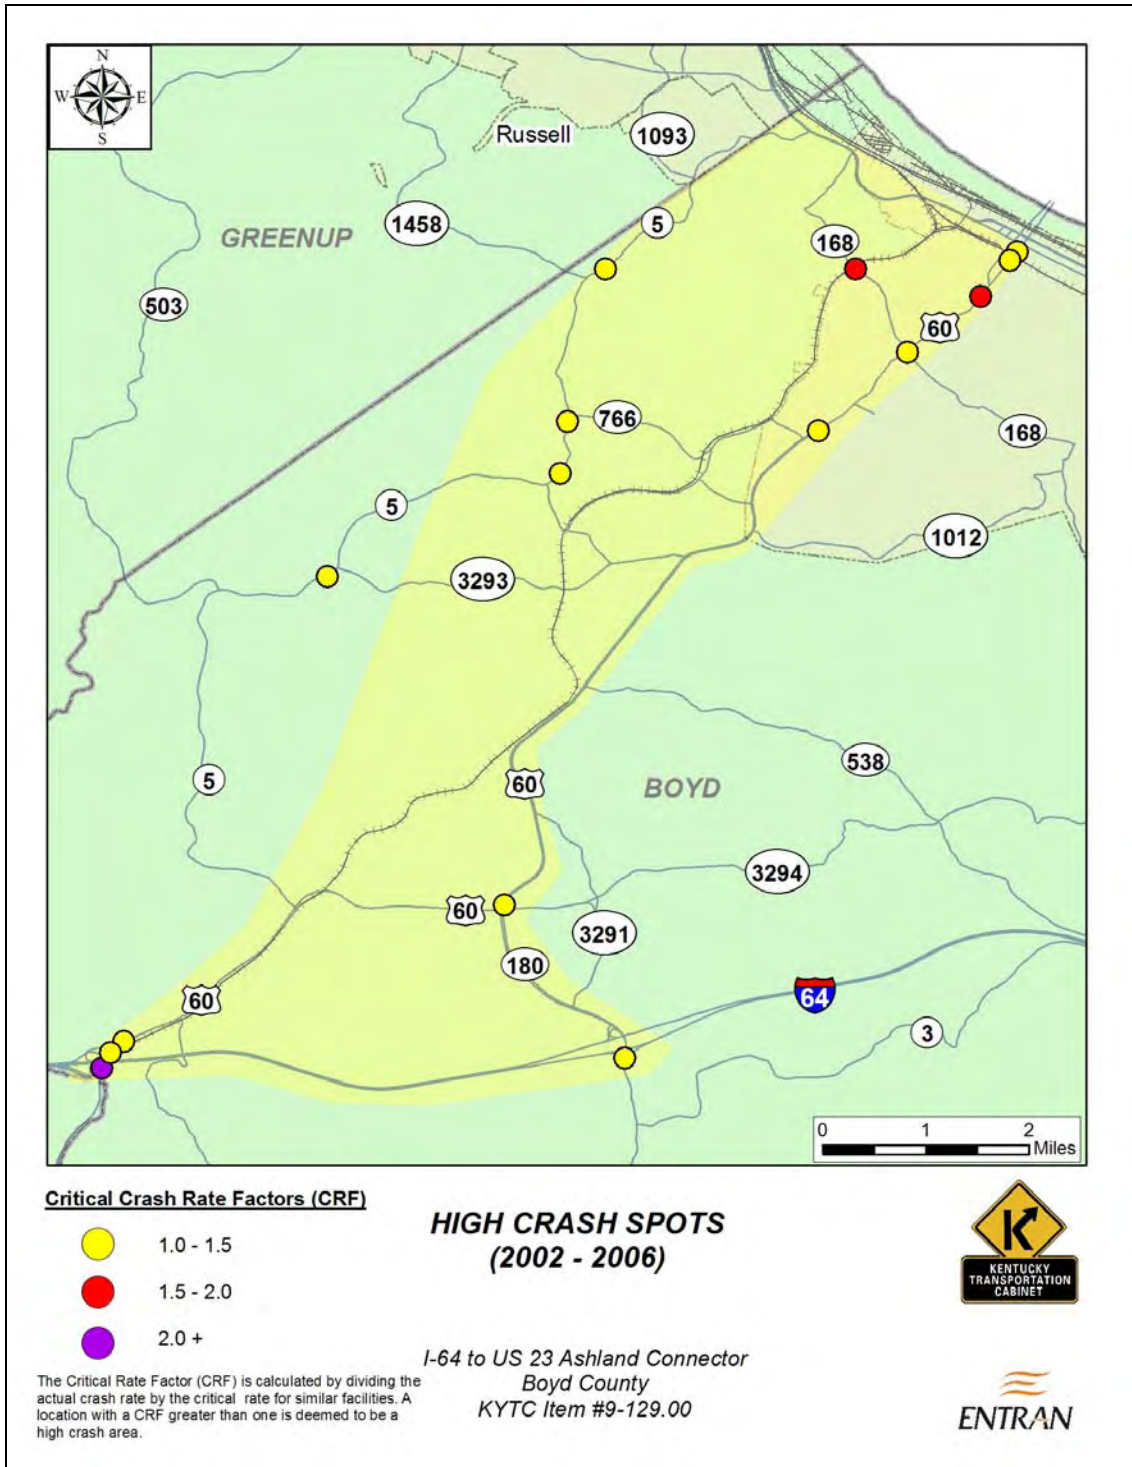 N
W E
S
Russell
1093
5
1458
GREENUP
168
503
60
766
168
5
1012
3293
538
5
60
BOYD
3294
60
3291
180
64
60
3
0 1 2
Miles
Critical Crash Rate Factors (CRF)
1.0 - 1.5
1.5 - 2.0
2.0 +
The Critical Rate Factor (CRF) is calculated by dividing the
actual crash rate by the critical rate for similar facilities. A
location with a CRF greater than one is deemed to be a
high crash area.
HIGH CRASH SPOTS
(2002 - 2006)
I-64 to US 23 Ashland Connector
Boyd County
KYTC Item #9-129.00
KENTUCKY
TRANSPORTATION
CABINET
ENTRAN